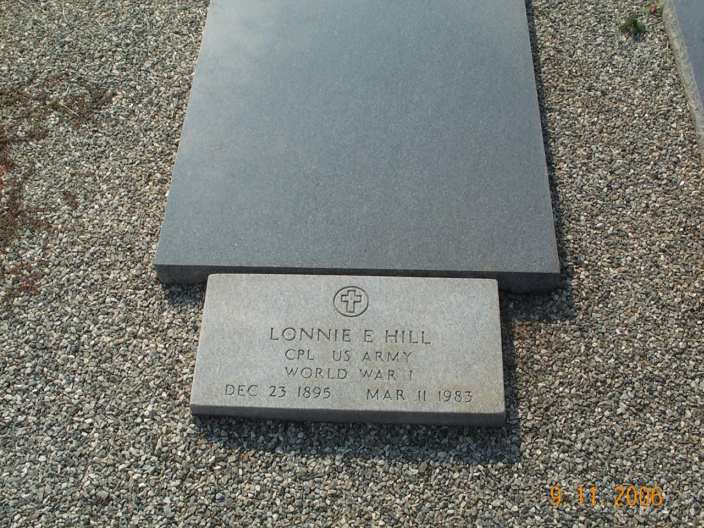 LONNIE E HILL
CPL US ARMY
WORLD WAR I
DEC 23 1895 MAR 11 1983
9 11 2006